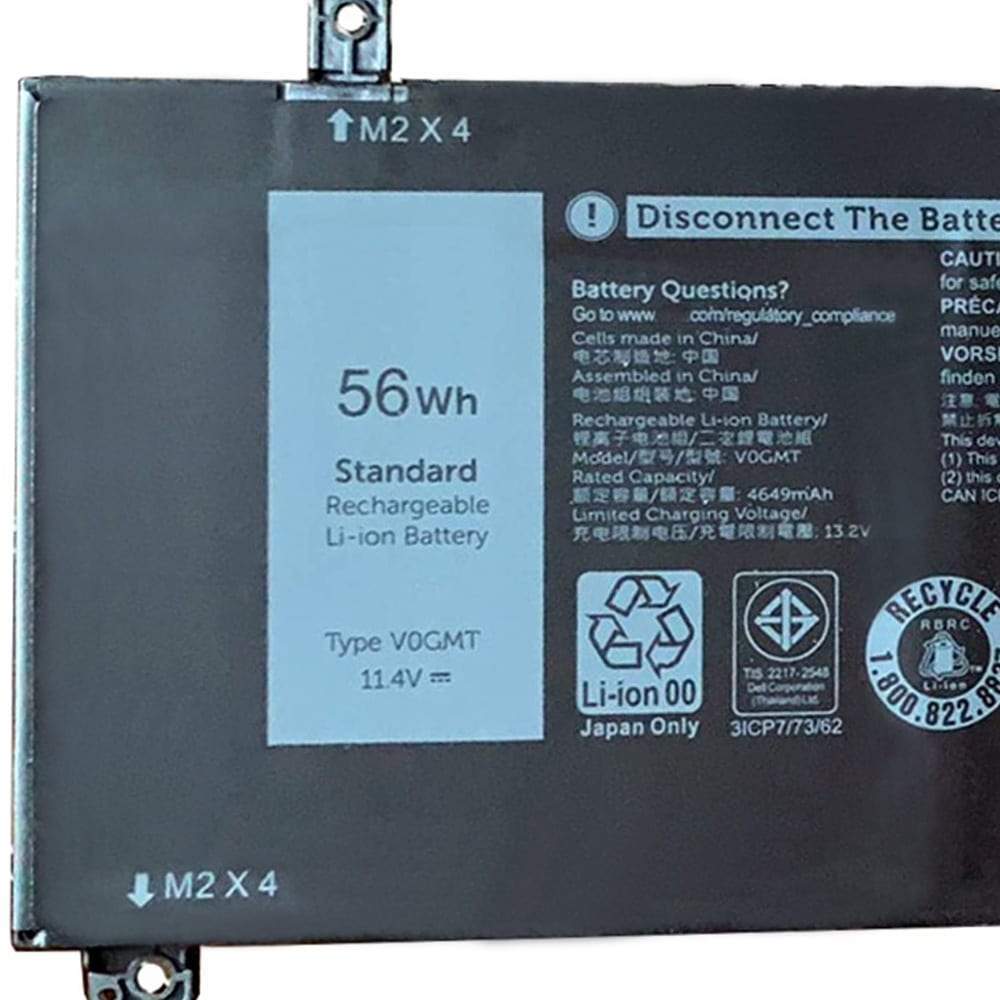 M2 X 4
56Wh
Standard
Rechargeable
Li-ion Battery
Type V0GMT
11.4V ⎓
! Disconnect The Batte
Battery Questions?
Go to www com/regulatory_compliance
Cells made in China/
电芯制造地: 中国
Assembled in China/
电池组组装地: 中国
Rechargeable Li-ion Battery/
锂离子电池组/二次鋰電池組
Model/型号/型號: V0GMT
Rated Capacity/
额定容量/額定容量: 4649mAh
Limited Charging Voltage/
充电限制电压/充電限制電壓: 13.2V
CAUTI
for safe
PRÉCA
manue
VORSI
finden
注意 電
禁止拆
This dev
(1) This
(2) this
CAN IC
Li-ion 00
Japan Only
TIS 2217-2548
Dell Corporation
(Thailand) Ltd.
3ICP7/73/62
RECYCLE
RBRC
Li-ion
1.800.822.88
M2 X 4